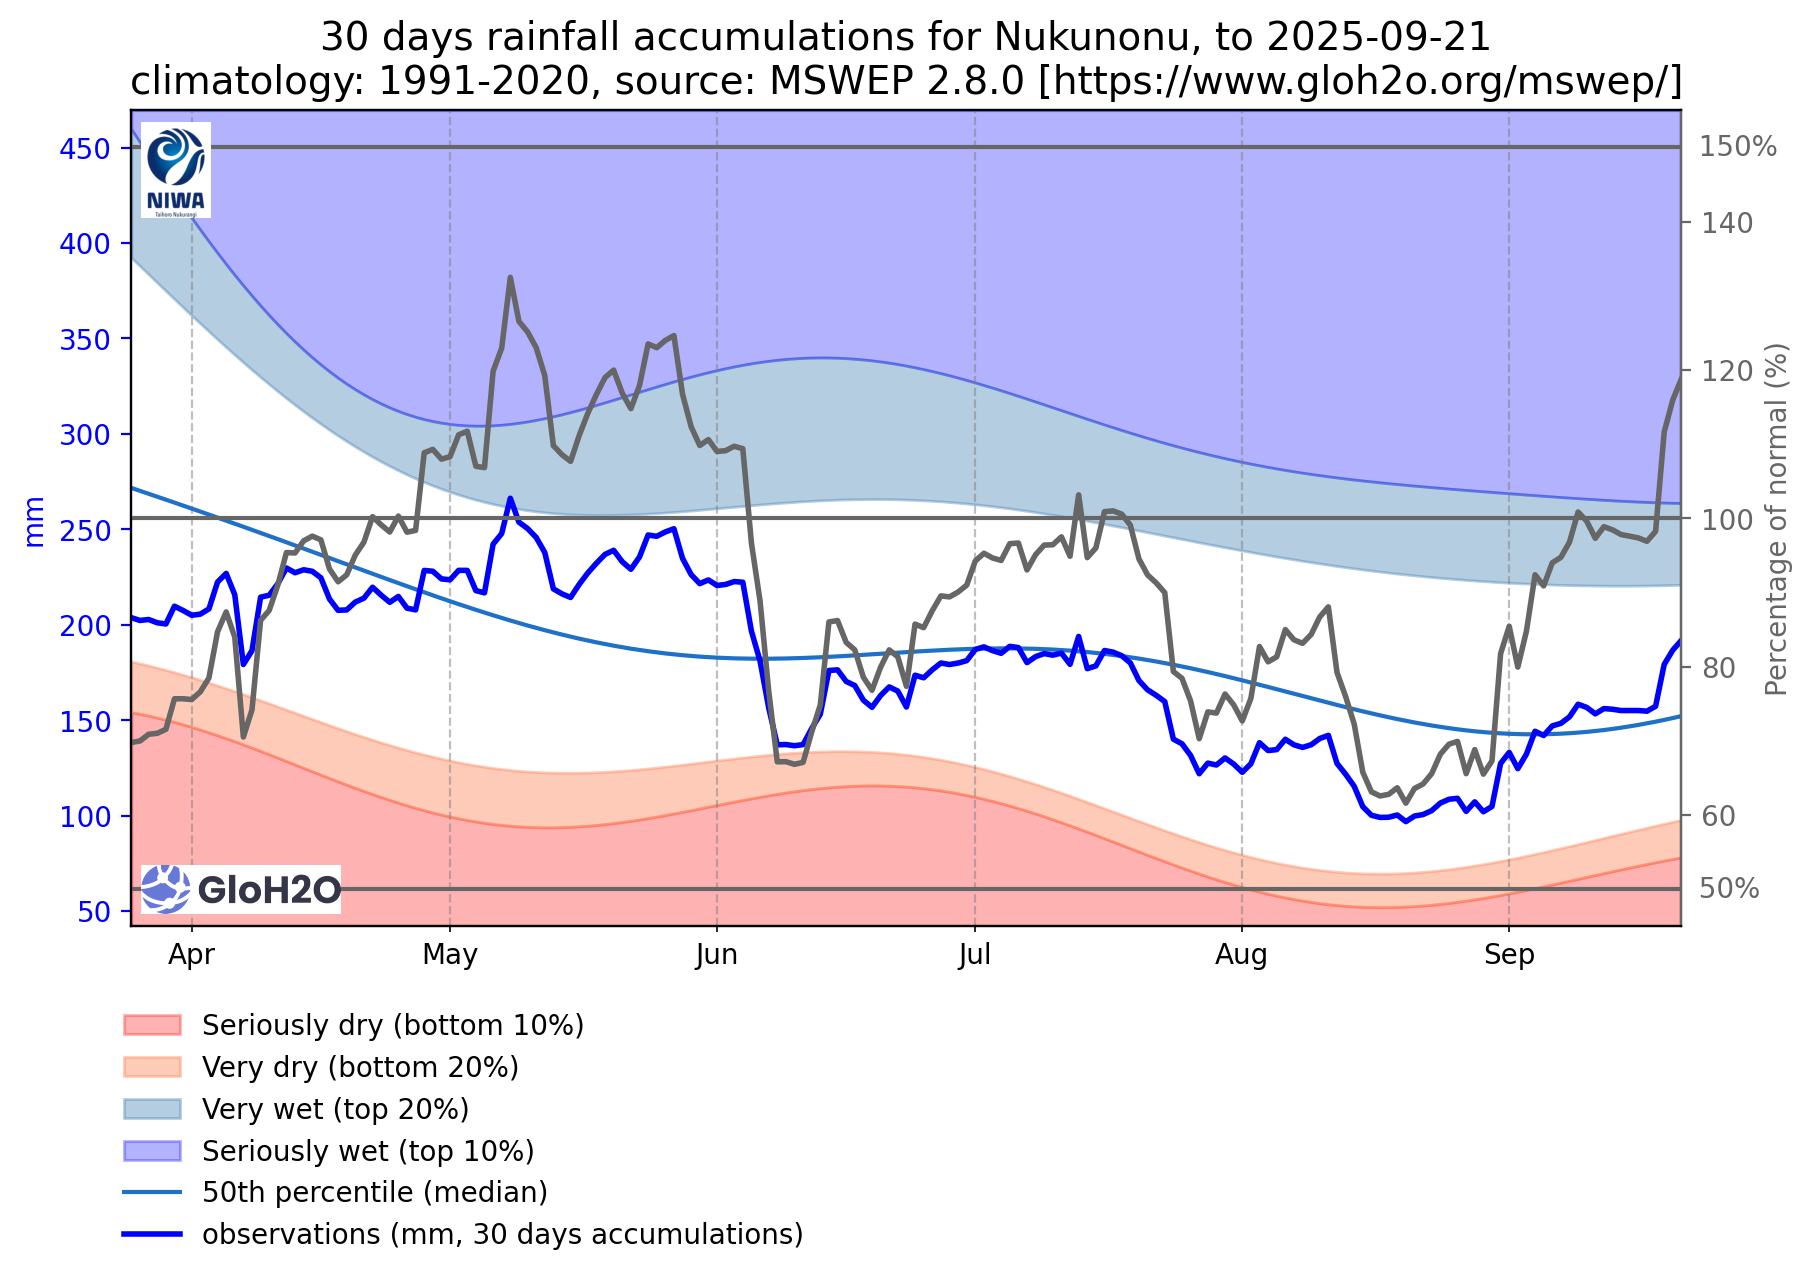 30 days rainfall accumulations for Nukunonu, to 2025-09-21
climatology: 1991-2020, source: MSWEP 2.8.0 [https://www.gloh2o.org/mswep/]
450
400
350
300
250
200
150
100
50
mm
150%
140
120
100
80
60
50%
Percentage of normal (%)
NIWA
Taihoro Nukurangi
GloH2O
Apr
May
Jun
Jul
Aug
Sep
Seriously dry (bottom 10%)
Very dry (bottom 20%)
Very wet (top 20%)
Seriously wet (top 10%)
50th percentile (median)
observations (mm, 30 days accumulations)